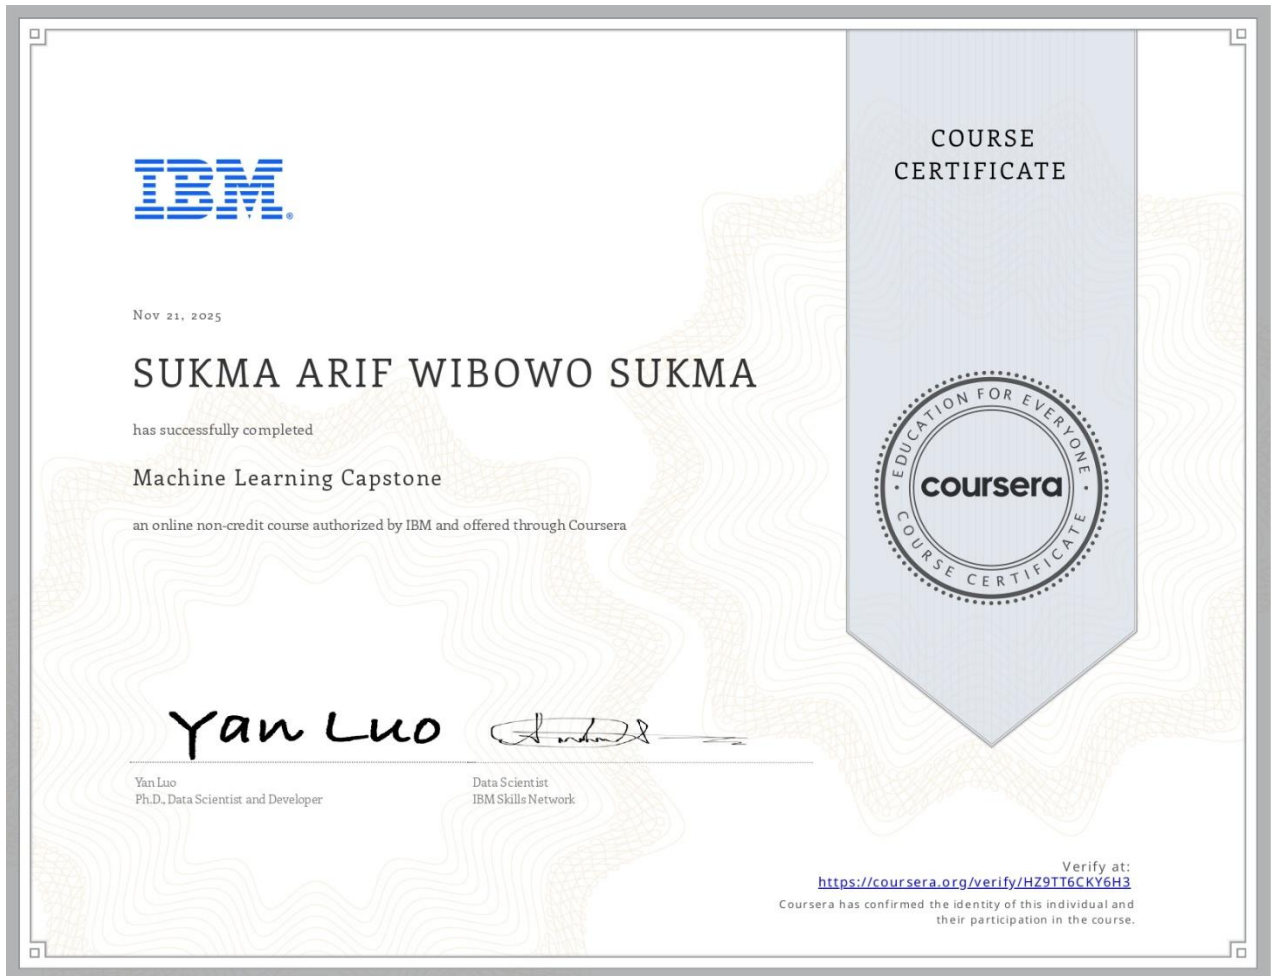 COURSE
CERTIFICATE
IBM®
Nov 21, 2025
SUKMA ARIF WIBOWO SUKMA
has successfully completed
Machine Learning Capstone
an online non-credit course authorized by IBM and offered through Coursera
EDUCATION FOR EVERYONE
coursera
COURSE CERTIFICATE
Yan Luo
Yan Luo
Ph.D., Data Scientist and Developer
Data Scientist
IBM Skills Network
Verify at:
https://coursera.org/verify/HZ9TT6CKY6H3
Coursera has confirmed the identity of this individual and
their participation in the course.